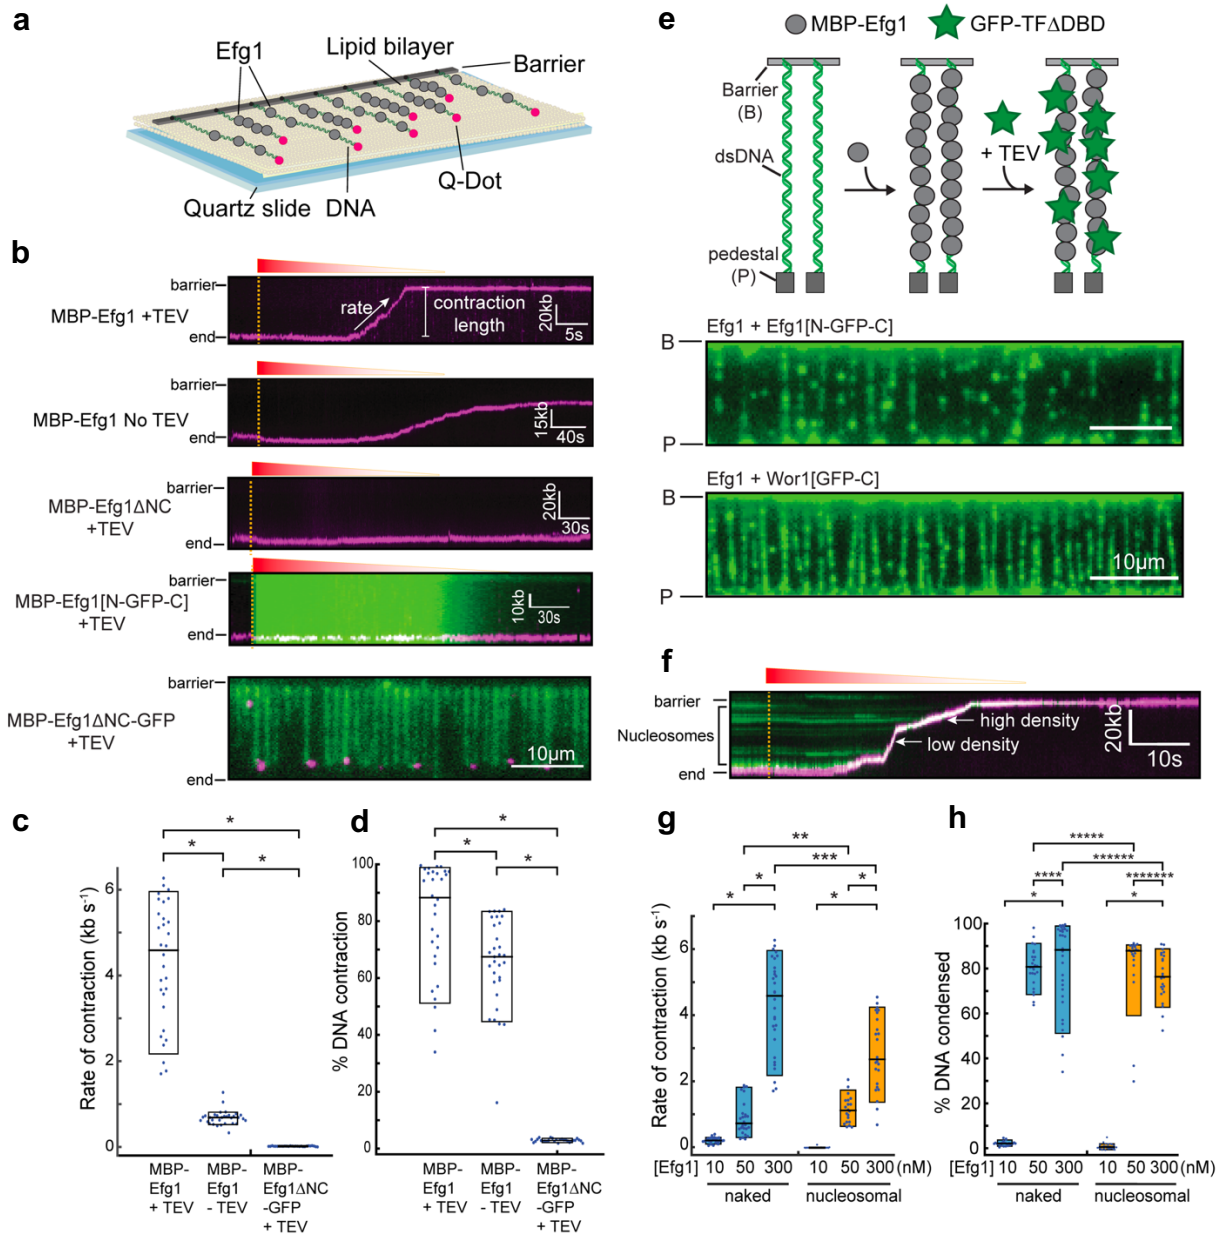 a
Efg1
Lipid bilayer
Barrier
Q-Dot
Quartz slide
DNA
b
MBP-Efg1 +TEV
barrier
end
rate
contraction
length
20kb
5s
MBP-Efg1 No TEV
barrier
end
15kb
40s
MBP-Efg1ΔNC
+TEV
barrier
end
20kb
30s
MBP-Efg1[N-GFP-C]
+TEV
barrier
end
10kb
30s
MBP-Efg1ΔNC-GFP
+TEV
barrier
end
10μm
c
Rate of contraction (kb s⁻¹)
6
4
2
0
*
*
*
MBP-
Efg1
+ TEV
MBP-
Efg1
- TEV
MBP-
Efg1ΔNC
-GFP
+ TEV
d
% DNA contraction
100
80
60
40
20
0
*
*
*
MBP-
Efg1
+ TEV
MBP-
Efg1
- TEV
MBP-
Efg1ΔNC
-GFP
+ TEV
e
MBP-Efg1
GFP-TFΔDBD
Barrier
(B)
dsDNA
pedestal
(P)
+ TEV
Efg1 + Efg1[N-GFP-C]
B
P
Efg1 + Wor1[GFP-C]
B
P
10μm
f
barrier
Nucleosomes
end
high density
low density
20kb
10s
g
Rate of contraction (kb s⁻¹)
6
4
2
0
**
***
*
*
*
*
[Efg1]
10 50 300
10 50 300 (nM)
naked
nucleosomal
h
% DNA condensed
100
80
60
40
20
0
*****
******
****
*******
*
*
10 50 300
10 50 300 (nM)
naked
nucleosomal